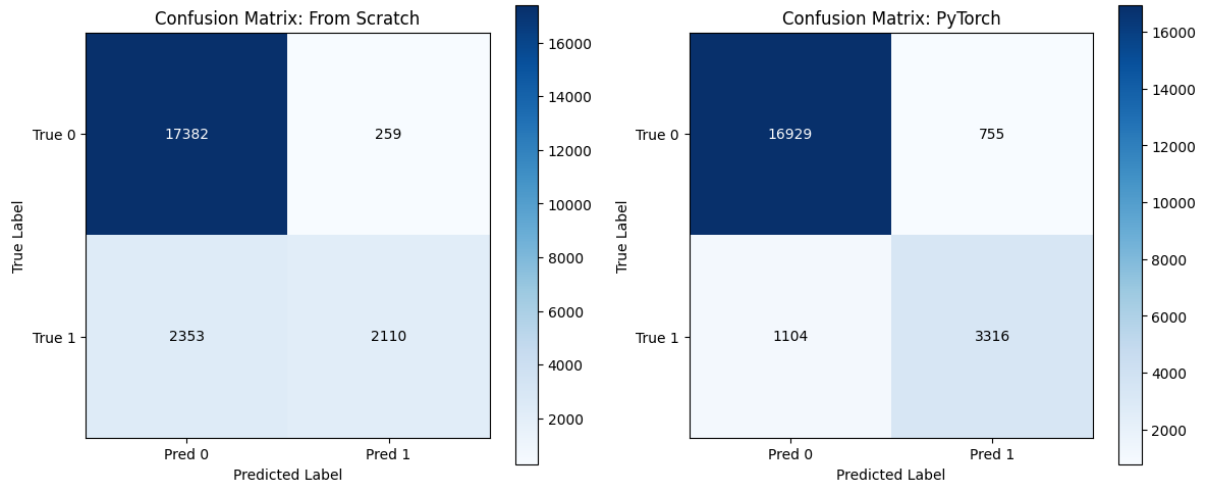 Confusion Matrix: From Scratch
True 0
True 1
True Label
17382 259
2353 2110
Pred 0 Pred 1
Predicted Label
16000
14000
12000
10000
8000
6000
4000
2000
Confusion Matrix: PyTorch
True 0
True 1
True Label
16929 755
1104 3316
Pred 0 Pred 1
Predicted Label
16000
14000
12000
10000
8000
6000
4000
2000